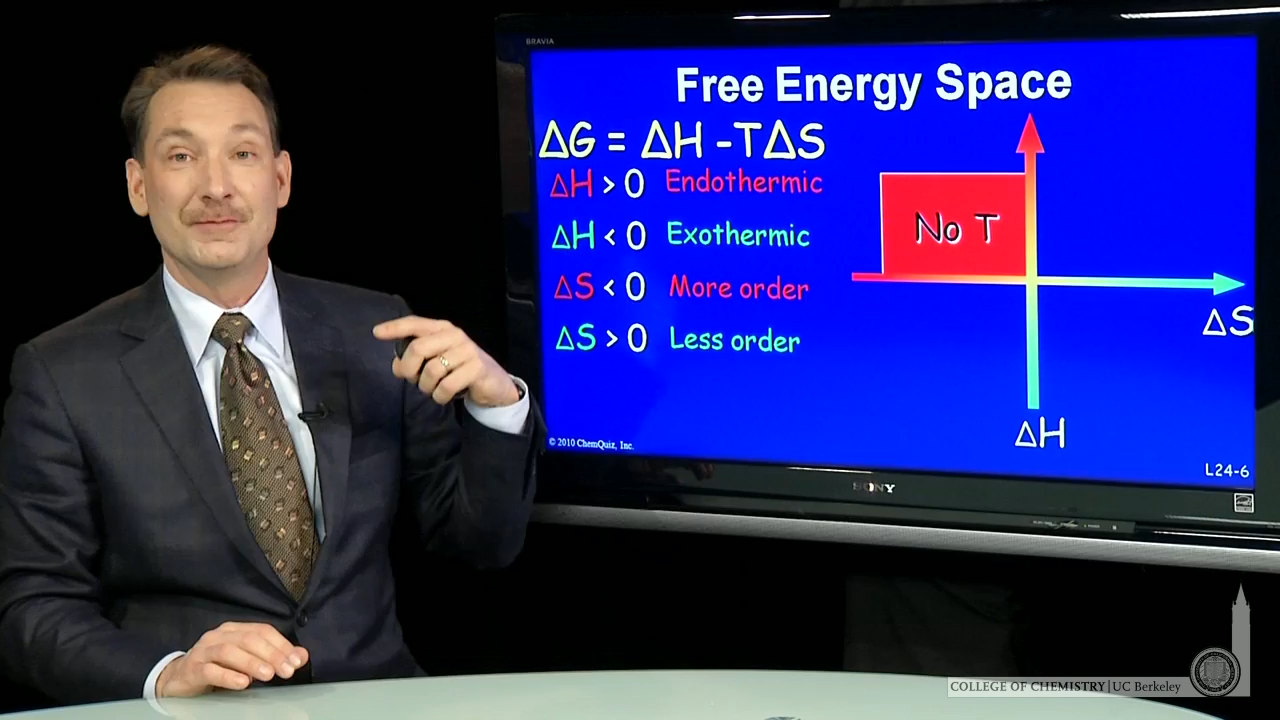 BRAVIA
Free Energy Space
ΔG = ΔH -TΔS
ΔH > 0 Endothermic
ΔH < 0 Exothermic
ΔS < 0 More order
ΔS > 0 Less order
No T
ΔS
ΔH
© 2010 ChemQuiz, Inc.
L24-6
SONY
COLLEGE OF CHEMISTRY | UC Berkeley